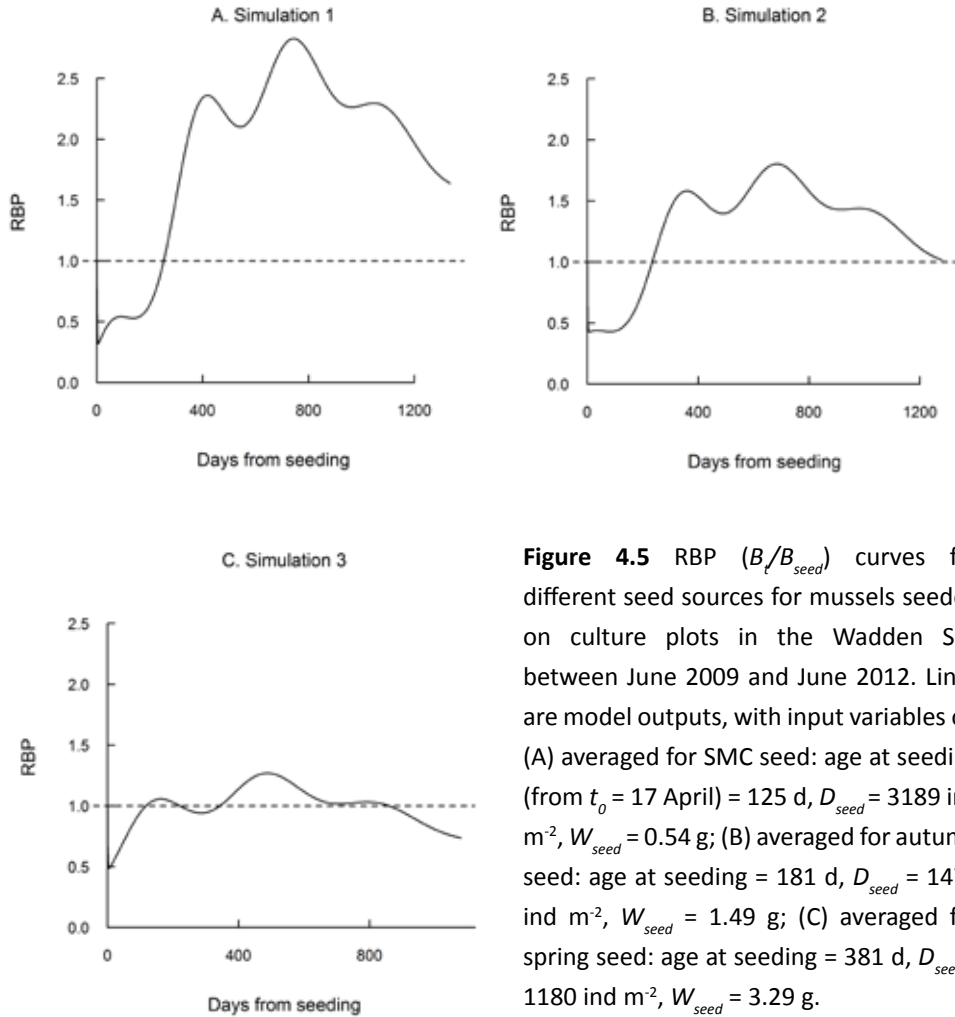 A. Simulation 1
RBP
2.5
2.0
1.5
1.0
0.5
0.0
0 400 800 1200
Days from seeding
B. Simulation 2
RBP
2.5
2.0
1.5
1.0
0.5
0.0
0 400 800 1200
Days from seeding
C. Simulation 3
RBP
2.5
2.0
1.5
1.0
0.5
0.0
0 400 800
Days from seeding
Figure 4.5 RBP (Bt/Bseed) curves f
different seed sources for mussels seed
on culture plots in the Wadden S
between June 2009 and June 2012. Lin
are model outputs, with input variables
(A) averaged for SMC seed: age at seedi
(from t0 = 17 April) = 125 d, Dseed = 3189 in
m-2, Wseed = 0.54 g; (B) averaged for autum
seed: age at seeding = 181 d, Dseed = 147
ind m-2, Wseed = 1.49 g; (C) averaged f
spring seed: age at seeding = 381 d, Dsee
1180 ind m-2, Wseed = 3.29 g.